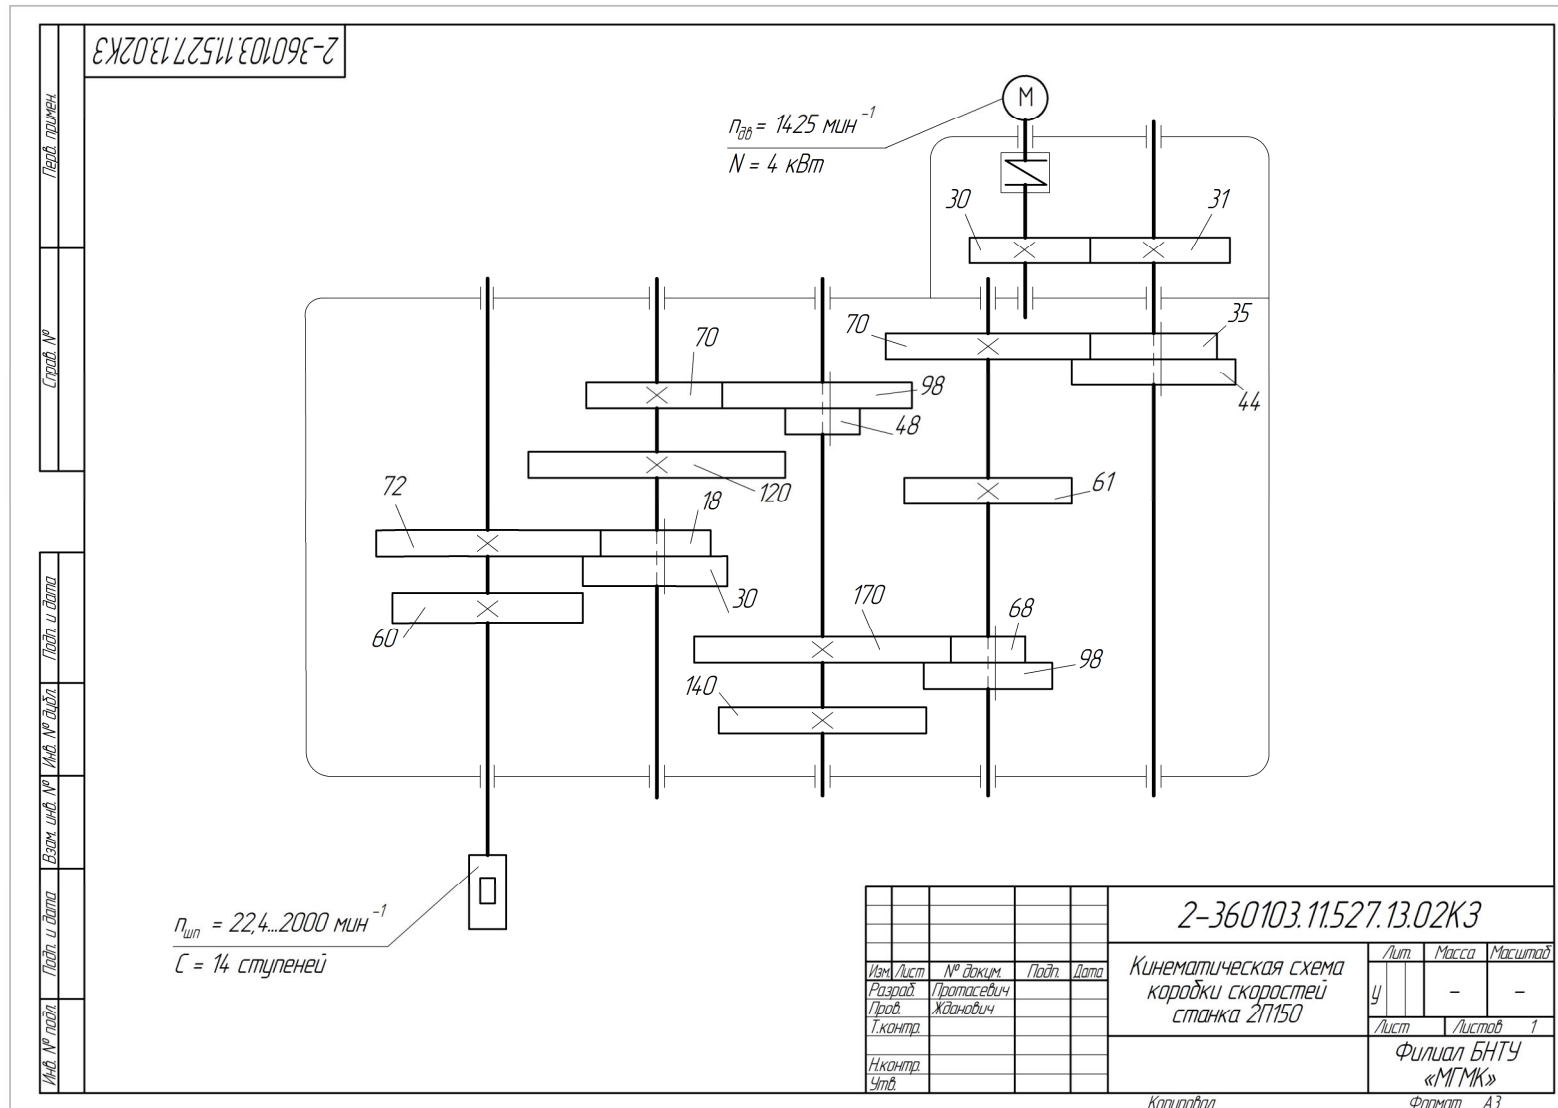 2-360103.11.527.13.02К3
Перв. примен.
Справ. №
Подп. и дата
Инв. № дубл.
Взам. инв. №
Подп. и дата
Инв. № подл.
M
nдв = 1425 мин -1
N = 4 кВт
30
31
70
35
44
70
98
48
120
61
72
18
30
60
170
68
98
140
nшп = 22,4...2000 мин -1
С = 14 ступеней
2-360103.11.527.13.02К3
Изм. Лист № докум. Подп. Дата
Разраб. Протасевич
Пров. Жданович
Т.контр.
Н.контр.
Утв.
Кинематическая схема
коробки скоростей
станка 2П150
Лит. Масса Масштаб
у – –
Лист Листов 1
Филиал БНТУ
«МГМК»
Копировал Формат А3